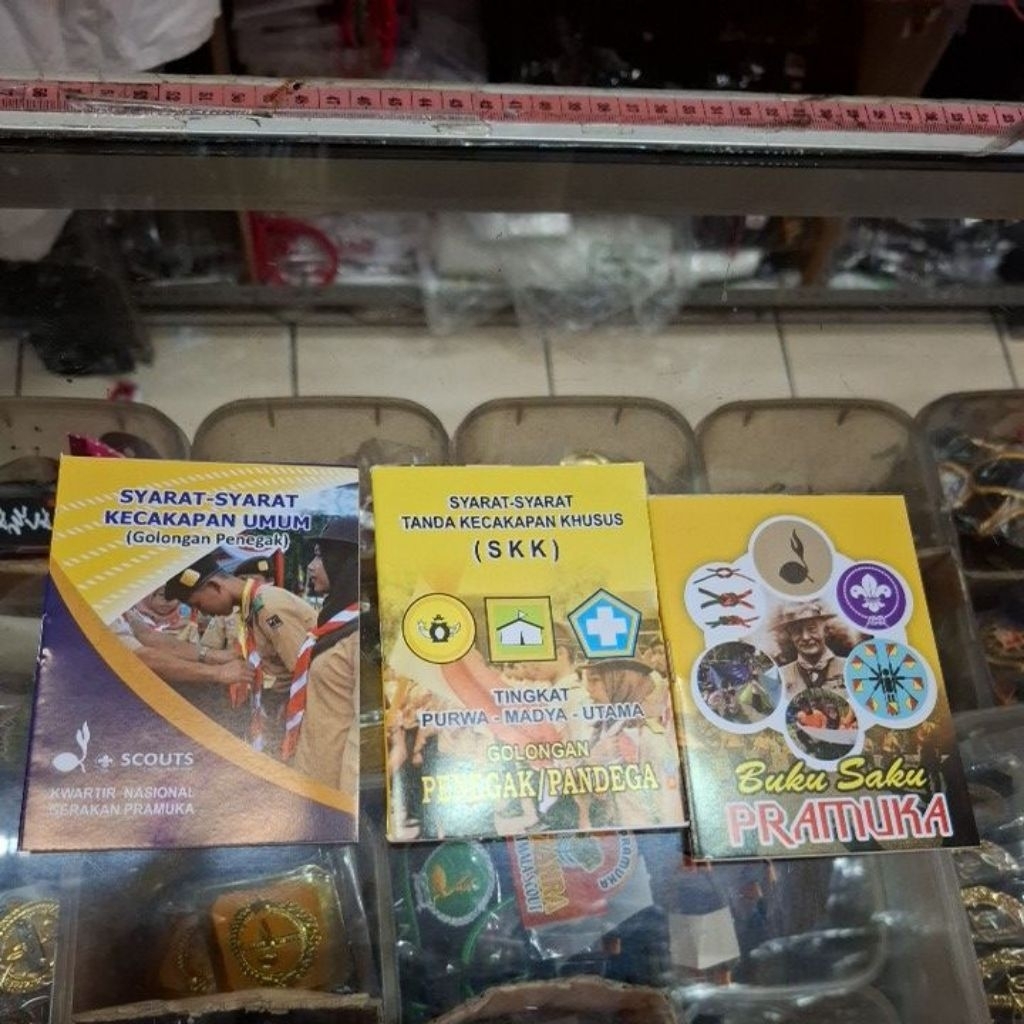 SYARAT-SYARAT
KECAKAPAN UMUM
(Golongan Penegak)
SCOUTS
KWARTIR NASIONAL
GERAKAN PRAMUKA
SYARAT-SYARAT
TANDA KECAKAPAN KHUSUS
(SKK)
TINGKAT
PURWA - MADYA - UTAMA
GOLONGAN
PENEGAK/PANDEGA
Buku Saku
PRAMUKA